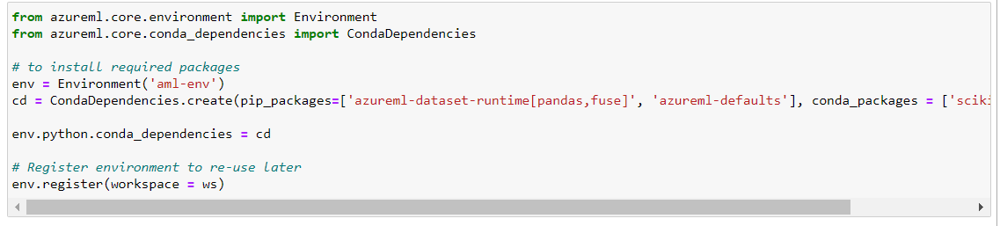 from azureml.core.environment import Environment
from azureml.core.conda_dependencies import CondaDependencies
# to install required packages
env = Environment('aml-env')
cd = CondaDependencies.create(pip_packages=['azureml-dataset-runtime[pandas,fuse]', 'azureml-defaults'], conda_packages = ['sciki
env.python.conda_dependencies = cd
# Register environment to re-use later
env.register(workspace = ws)